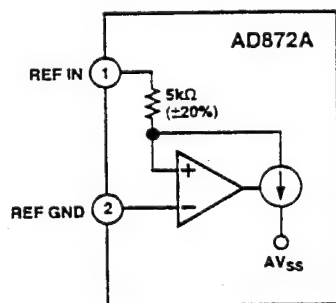 AD872A
REF IN
1
5kΩ
(±20%)
+
−
REF GND
2
AVSS